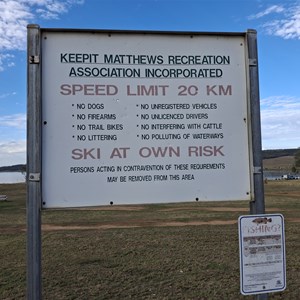 KEEPIT MATTHEWS RECREATION
ASSOCIATION INCORPORATED
SPEED LIMIT 20 KM
• NO DOGS
• NO FIREARMS
• NO TRAIL BIKES
• NO LITTERING
• NO UNREGISTERED VEHICLES
• NO UNLICENCED DRIVERS
• NO INTERFERING WITH CATTLE
• NO POLLUTING OF WATERWAYS
SKI AT OWN RISK
PERSONS ACTING IN CONTRAVENTION OF THESE REQUIREMENTS
MAY BE REMOVED FROM THIS AREA